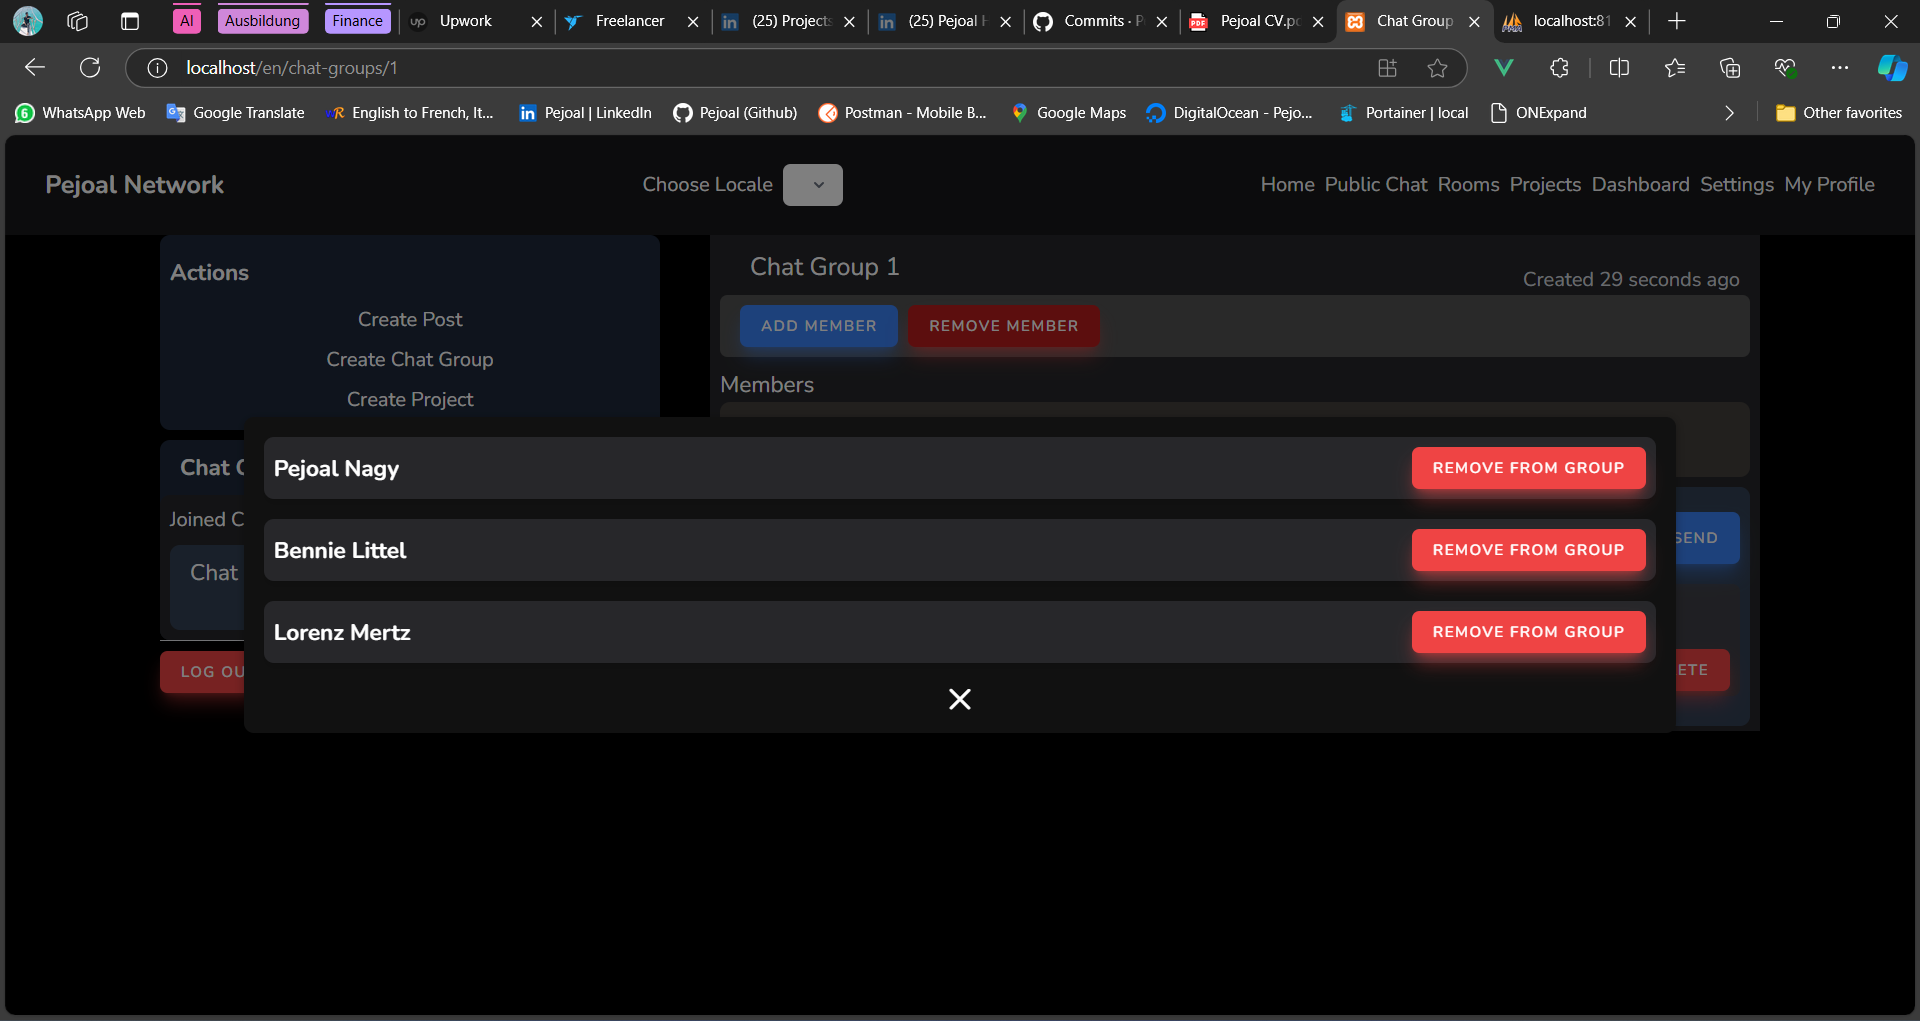 AI Ausbildung Finance Upwork Freelancer (25) Projects (25) Pejoal Commits · Pejoal CV.p Chat Group localhost:81
localhost/en/chat-groups/1
WhatsApp Web Google Translate English to French, It... Pejoal | LinkedIn Pejoal (Github) Postman - Mobile B... Google Maps DigitalOcean - Pejo... Portainer | local ONExpand Other favorites
Pejoal Network Choose Locale Home Public Chat Rooms Projects Dashboard Settings My Profile
Actions
Create Post
Create Chat Group
Create Project
Chat Group 1
Created 29 seconds ago
ADD MEMBER REMOVE MEMBER
Members
Chat
Joined
Chat
LOG OU
Pejoal Nagy REMOVE FROM GROUP
Bennie Littel REMOVE FROM GROUP
Lorenz Mertz REMOVE FROM GROUP
SEND
ETE